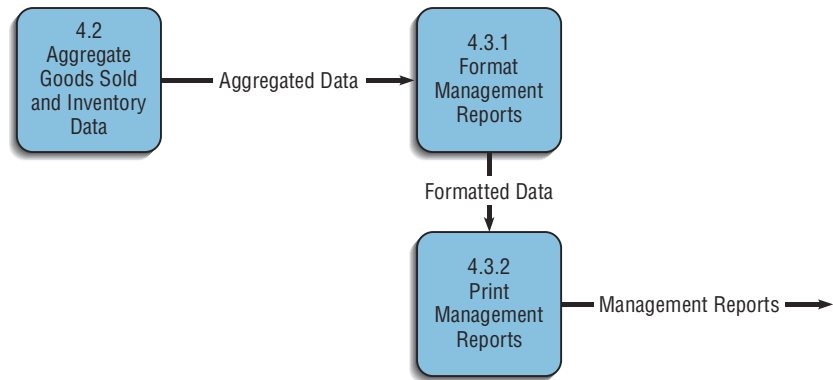 4.2
Aggregate
Goods Sold
and Inventory
Data
Aggregated Data
4.3.1
Format
Management
Reports
Formatted Data
4.3.2
Print
Management
Reports
Management Reports